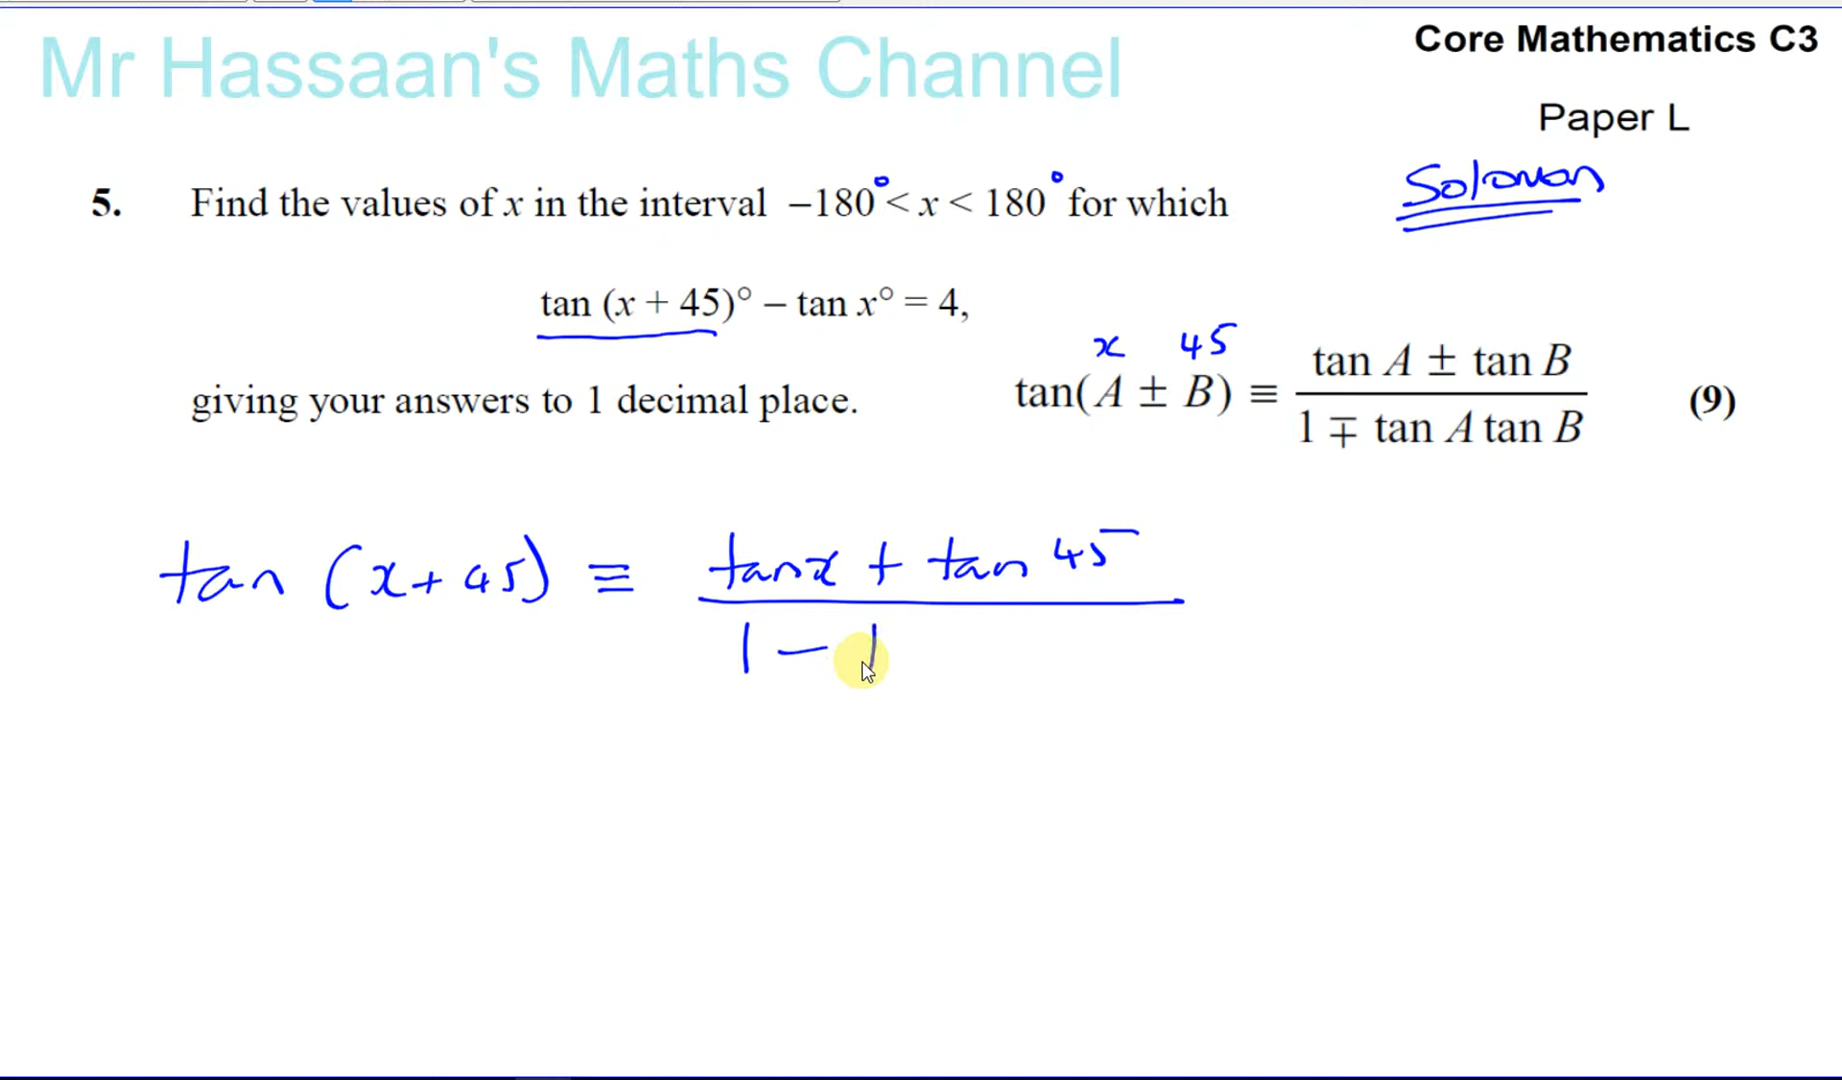 Mr Hassaan's Maths Channel
Core Mathematics C3
Paper L
Solomon
5. Find the values of x in the interval −180° < x < 180° for which
tan (x + 45)° − tan x° = 4,
x 45
giving your answers to 1 decimal place.
tan(A ± B) ≡ (tan A ± tan B) / (1 ∓ tan A tan B)
(9)
tan (x+45) ≡ (tanx + tan 45) / (1 − 1